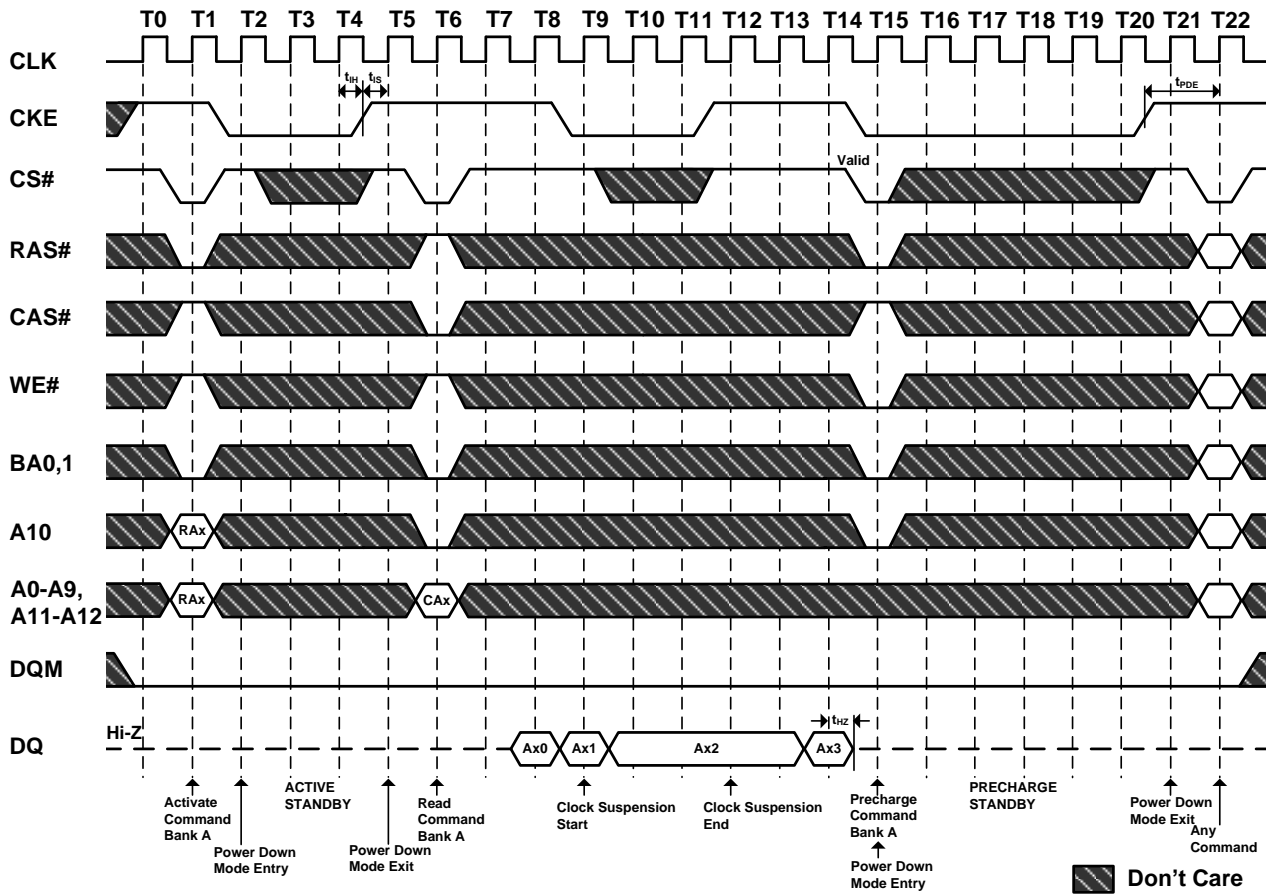 T0 T1 T2 T3 T4 T5 T6 T7 T8 T9 T10 T11 T12 T13 T14 T15 T16 T17 T18 T19 T20 T21 T22
CLK
tIH tIS tPDE
CKE
Valid
CS#
RAS#
CAS#
WE#
BA0,1
A10 RAx
A0-A9,
A11-A12 RAx CAx
DQM
Hi-Z tHZ
DQ Ax0 Ax1 Ax2 Ax3
Activate
Command
Bank A
Power Down
Mode Entry
ACTIVE
STANDBY
Power Down
Mode Exit
Read
Command
Bank A
Clock Suspension
Start
Clock Suspension
End
Precharge
Command
Bank A
Power Down
Mode Entry
PRECHARGE
STANDBY
Power Down
Mode Exit
Any
Command
Don't Care